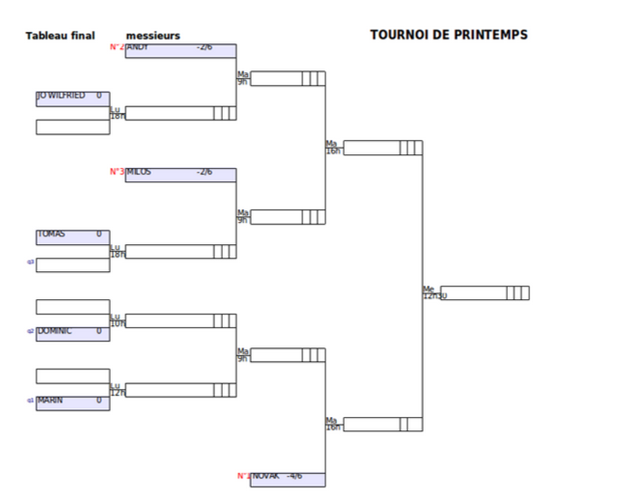 Tableau final messieurs TOURNOI DE PRINTEMPS
N°2 ANDY -2/6
Ma
9h
JO WILFRIED 0
Lu
18h
Ma
16h
N°3 MILOS -2/6
Ma
9h
TOMAS 0
Lu
18h
q3
Me
12h30
Lu
10h
q2 DOMINIC 0
Ma
9h
Lu
12h
q1 MARIN 0
Ma
16h
N°1 NOVAK -4/6